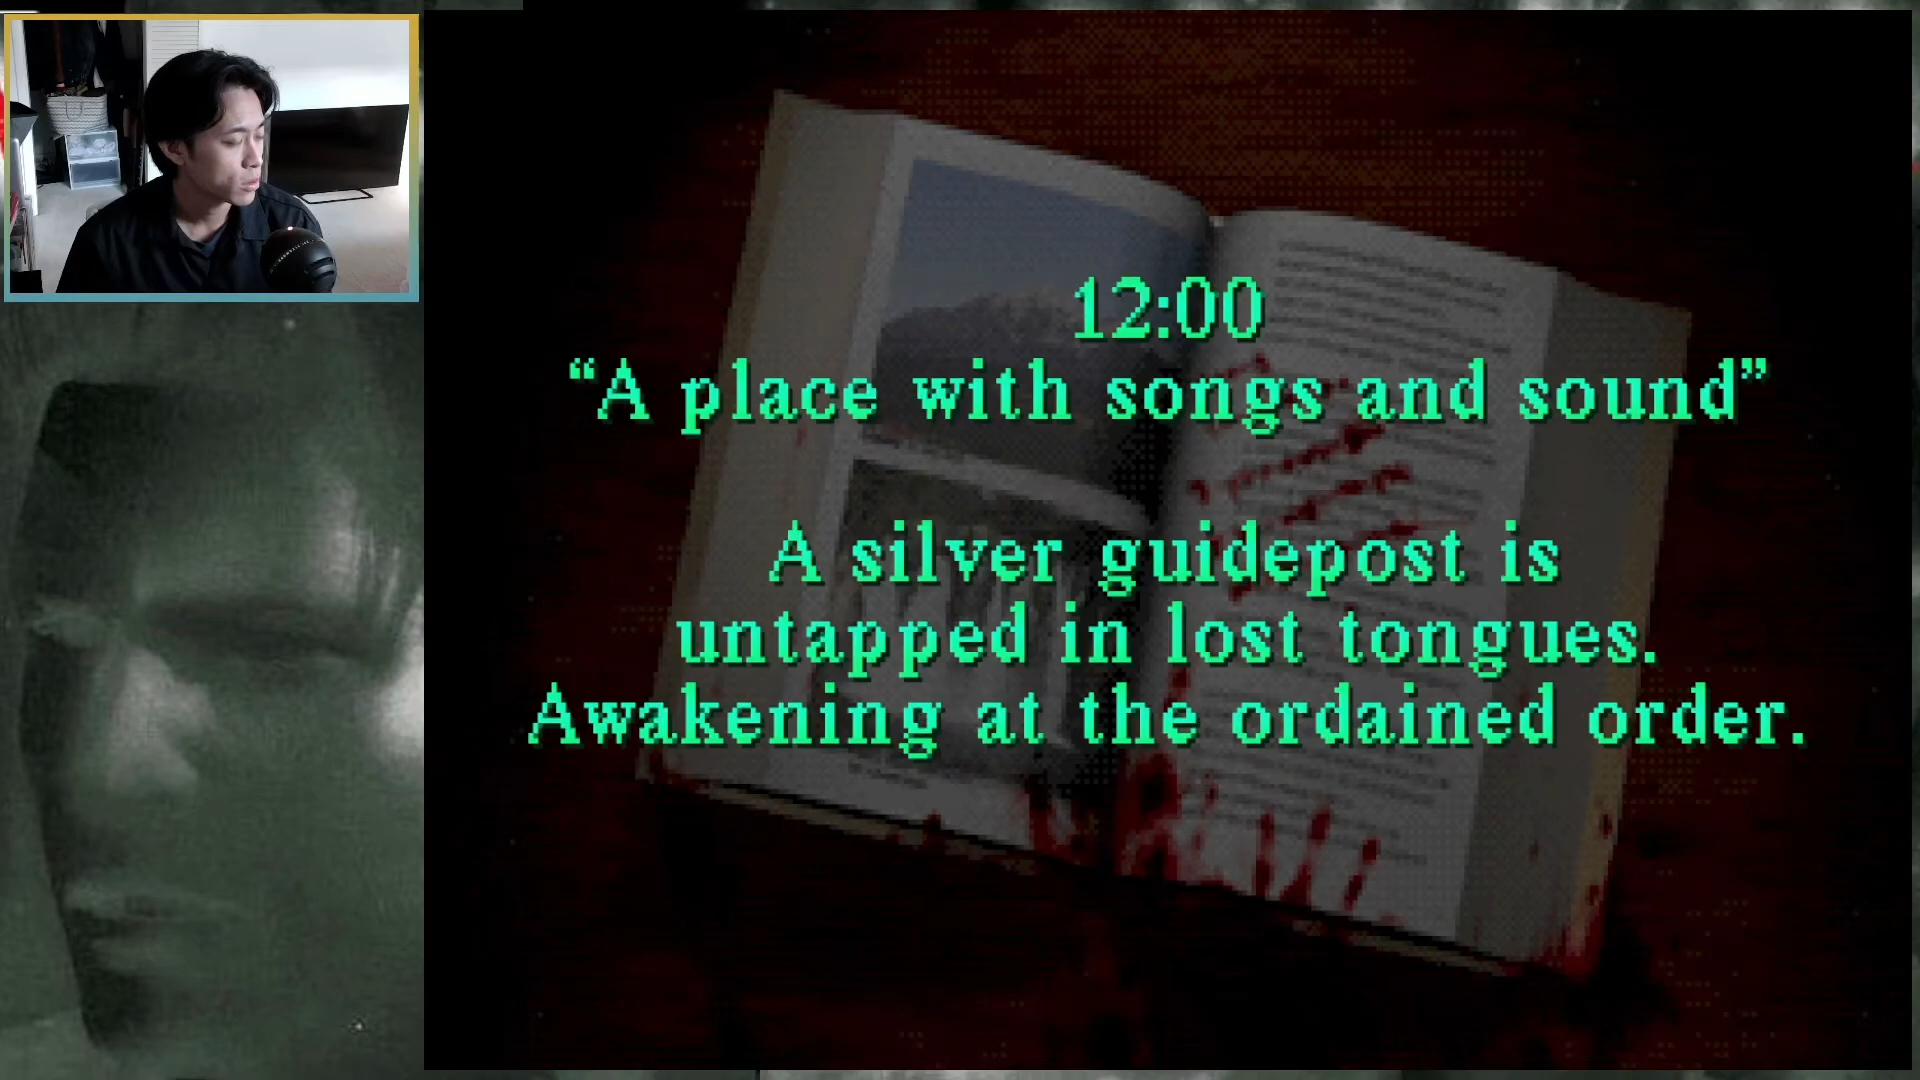 12:00
“A place with songs and sound”
A silver guidepost is
untapped in lost tongues.
Awakening at the ordained order.